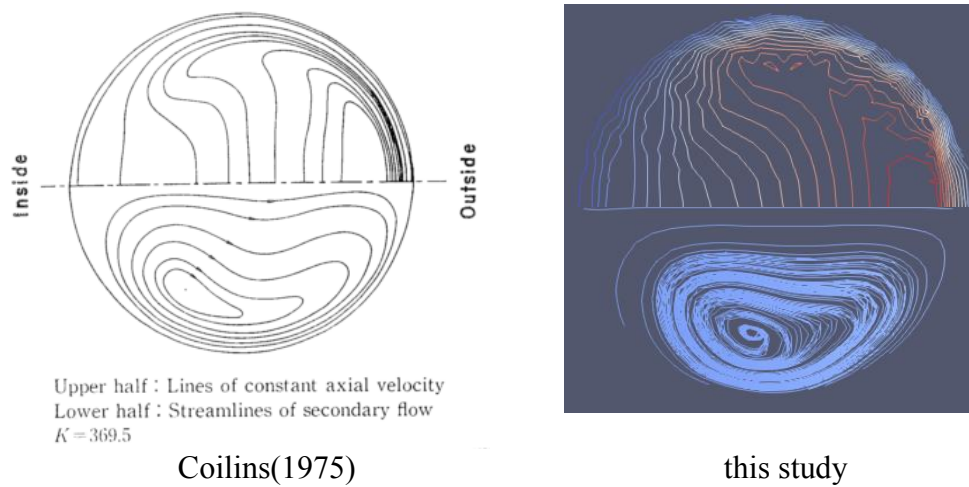 Inside
Outside
Upper half : Lines of constant axial velocity
Lower half : Streamlines of secondary flow
K=369.5
Coilins(1975)
this study